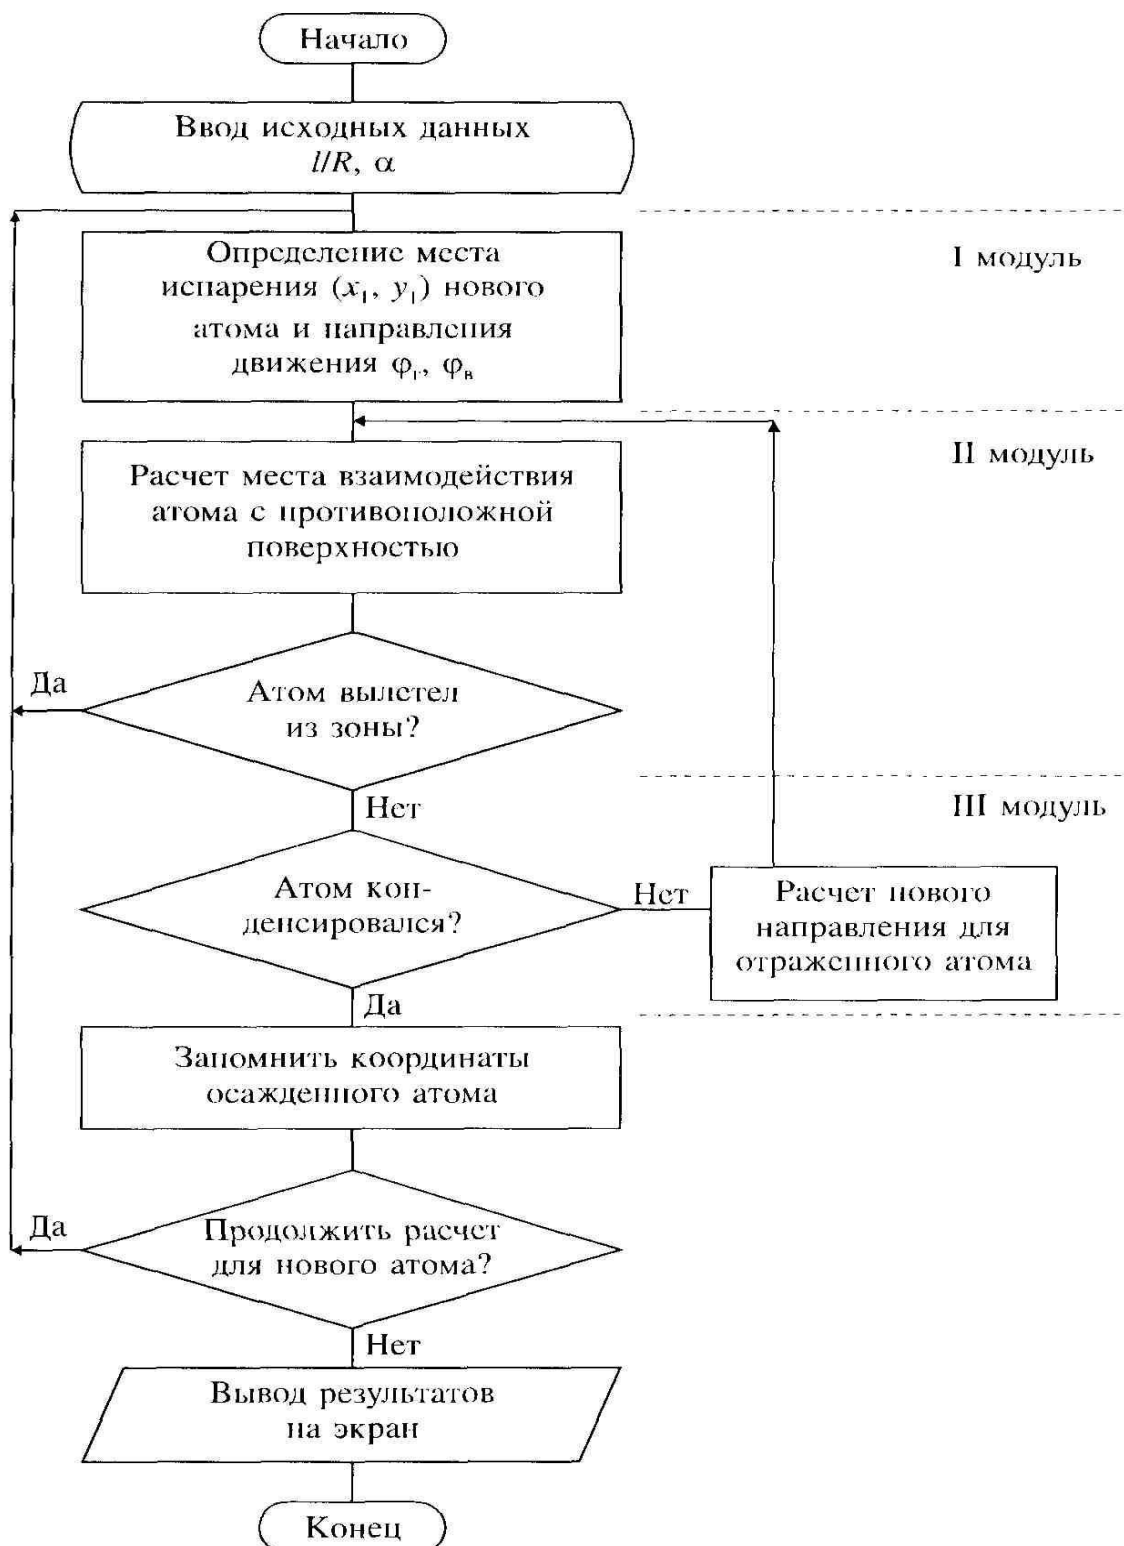 Начало
Ввод исходных данных
l/R, α
I модуль
Определение места
испарения (x₁, y₁) нового
атома и направления
движения φг, φв
II модуль
Расчет места взаимодействия
атома с противоположной
поверхностью
Да
Атом вылетел
из зоны?
Нет
III модуль
Атом кон-
денсировался?
Нет
Расчет нового
направления для
отраженного атома
Да
Запомнить координаты
осажденного атома
Да
Продолжить расчет
для нового атома?
Нет
Вывод результатов
на экран
Конец